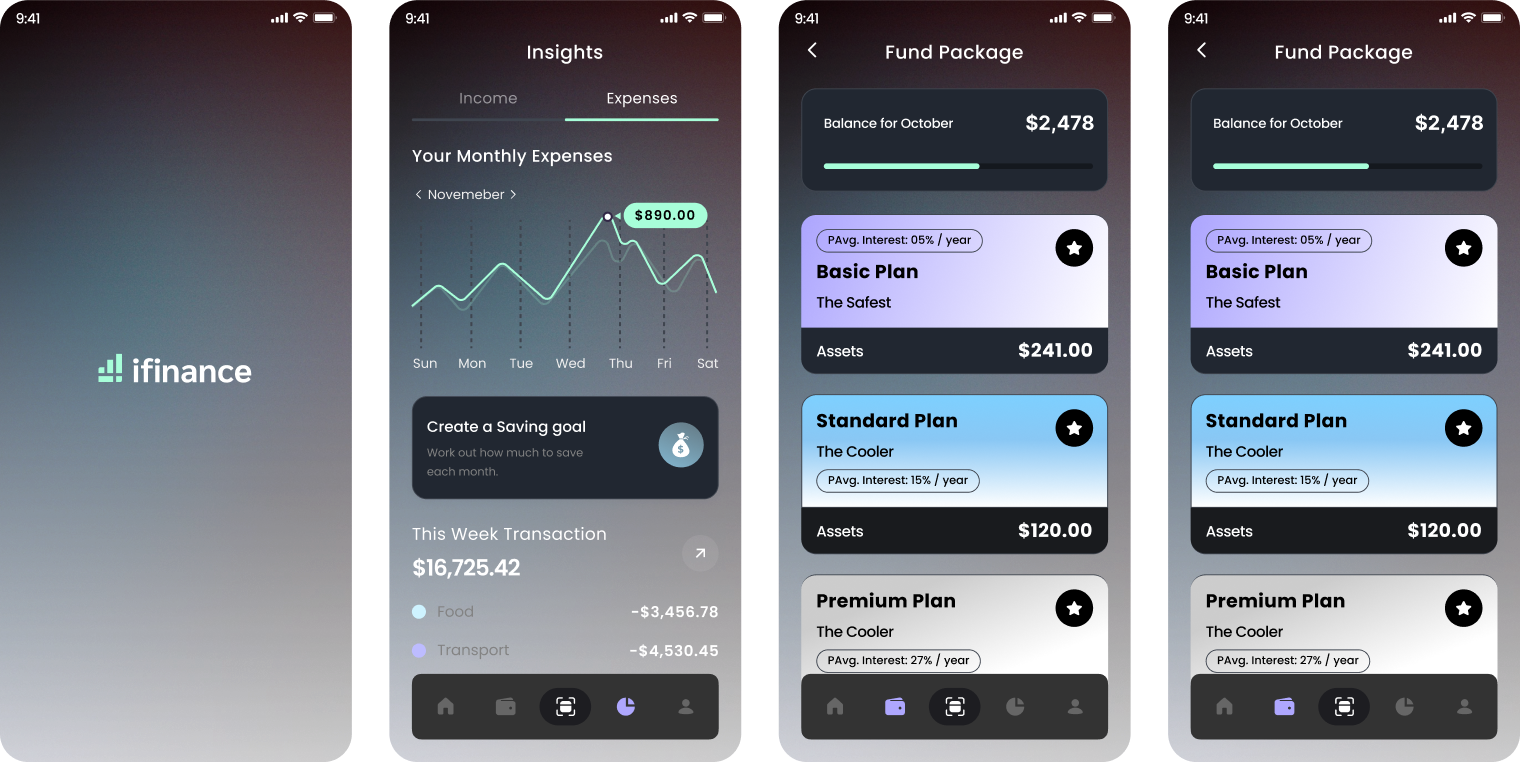 9:41
ifinance
9:41
Insights
Income Expenses
Your Monthly Expenses
< Novemeber >
$890.00
Sun Mon Tue Wed Thu Fri Sat
Create a Saving goal
Work out how much to save
each month.
$
This Week Transaction
$16,725.42
Food -$3,456.78
Transport -$4,530.45
9:41
Fund Package
Balance for October $2,478
PAvg. Interest: 05% / year
Basic Plan
The Safest
Assets $241.00
Standard Plan
The Cooler
PAvg. Interest: 15% / year
Assets $120.00
Premium Plan
The Cooler
PAvg. Interest: 27% / year
9:41
Fund Package
Balance for October $2,478
PAvg. Interest: 05% / year
Basic Plan
The Safest
Assets $241.00
Standard Plan
The Cooler
PAvg. Interest: 15% / year
Assets $120.00
Premium Plan
The Cooler
PAvg. Interest: 27% / year